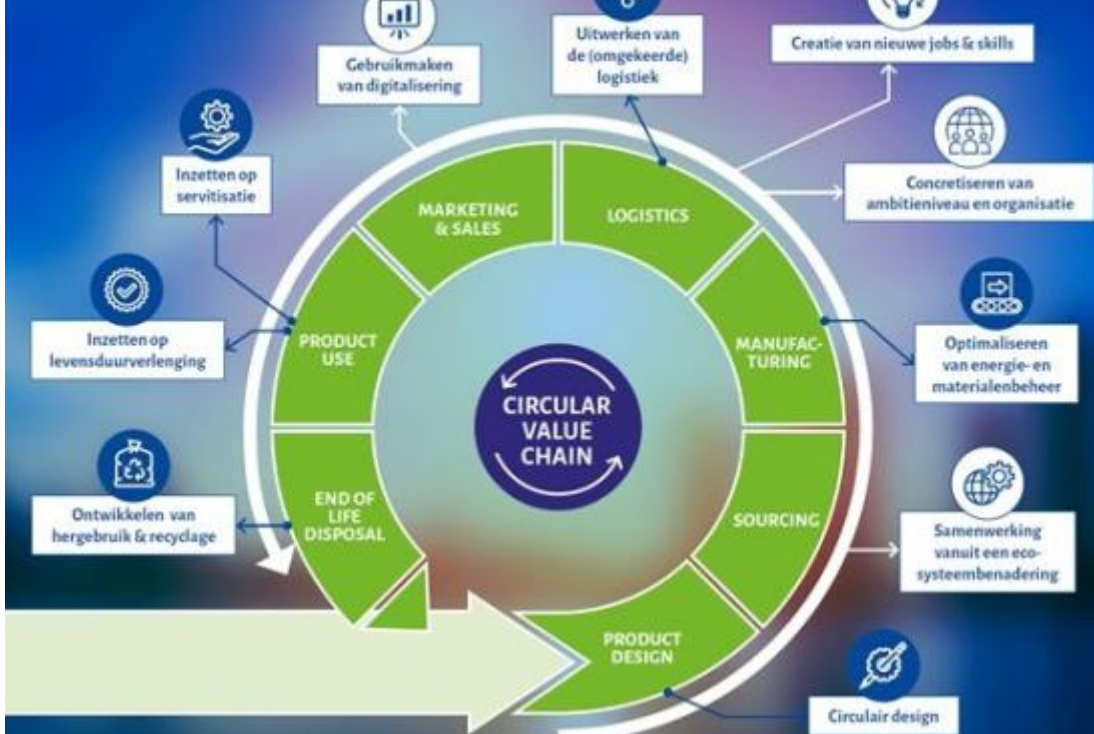 Gebruikmaken
van digitalisering
Uitwerken van
de (omgekeerde)
logistiek
Creatie van nieuwe jobs & skills
Inzetten op
servitisatie
Concretiseren van
ambitieniveau en organisatie
MARKETING
& SALES
LOGISTICS
Inzetten op
levensduurverlenging
PRODUCT
USE
MANUFAC-
TURING
Optimaliseren
van energie- en
materialenbeheer
CIRCULAR
VALUE
CHAIN
Ontwikkelen van
hergebruik & recyclage
END OF
LIFE
DISPOSAL
SOURCING
Samenwerking
vanuit een eco-
systeembenadering
PRODUCT
DESIGN
Circulair design